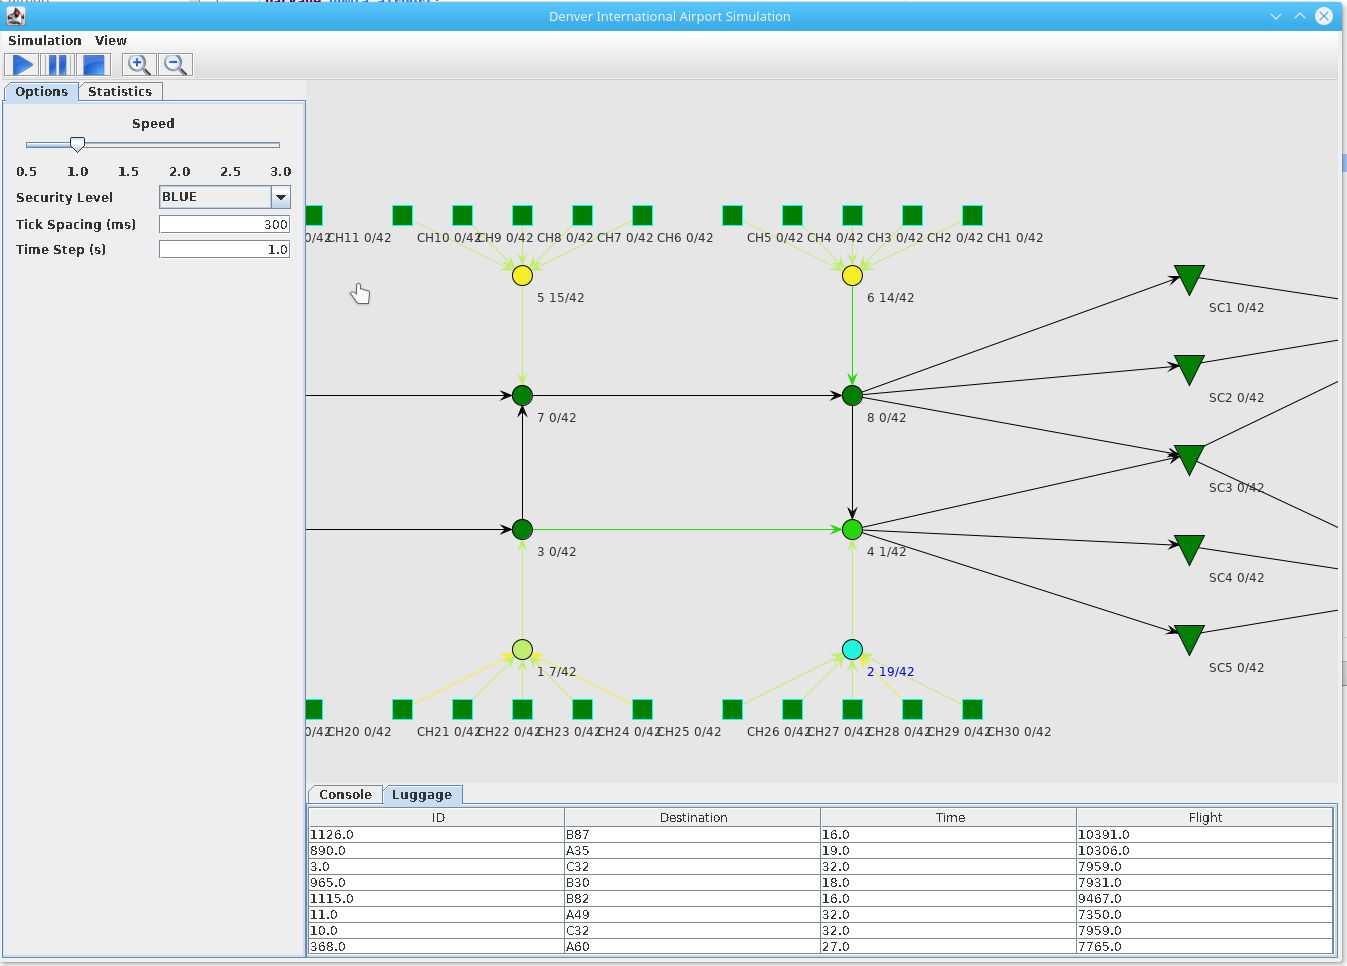 Denver International Airport Simulation
Simulation View
Options Statistics
Speed
0.5 1.0 1.5 2.0 2.5 3.0
Security Level BLUE
Tick Spacing (ms) 300
Time Step (s) 1.0
0/42 CH11 0/42 CH10 0/42 CH9 0/42 CH8 0/42 CH7 0/42 CH6 0/42 CH5 0/42 CH4 0/42 CH3 0/42 CH2 0/42 CH1 0/42
5 15/42 6 14/42
SC1 0/42
SC2 0/42
7 0/42 8 0/42
SC3 0/42
3 0/42 4 1/42
SC4 0/42
1 7/42 2 19/42
SC5 0/42
0/42 CH20 0/42 CH21 0/42 CH22 0/42 CH23 0/42 CH24 0/42 CH25 0/42 CH26 0/42 CH27 0/42 CH28 0/42 CH29 0/42 CH30 0/42
Console Luggage
ID Destination Time Flight
1126.0 B87 16.0 10391.0
890.0 A35 19.0 10306.0
3.0 C32 32.0 7959.0
965.0 B30 18.0 7931.0
1115.0 B82 16.0 9467.0
11.0 A49 32.0 7350.0
10.0 C32 32.0 7959.0
368.0 A60 27.0 7765.0